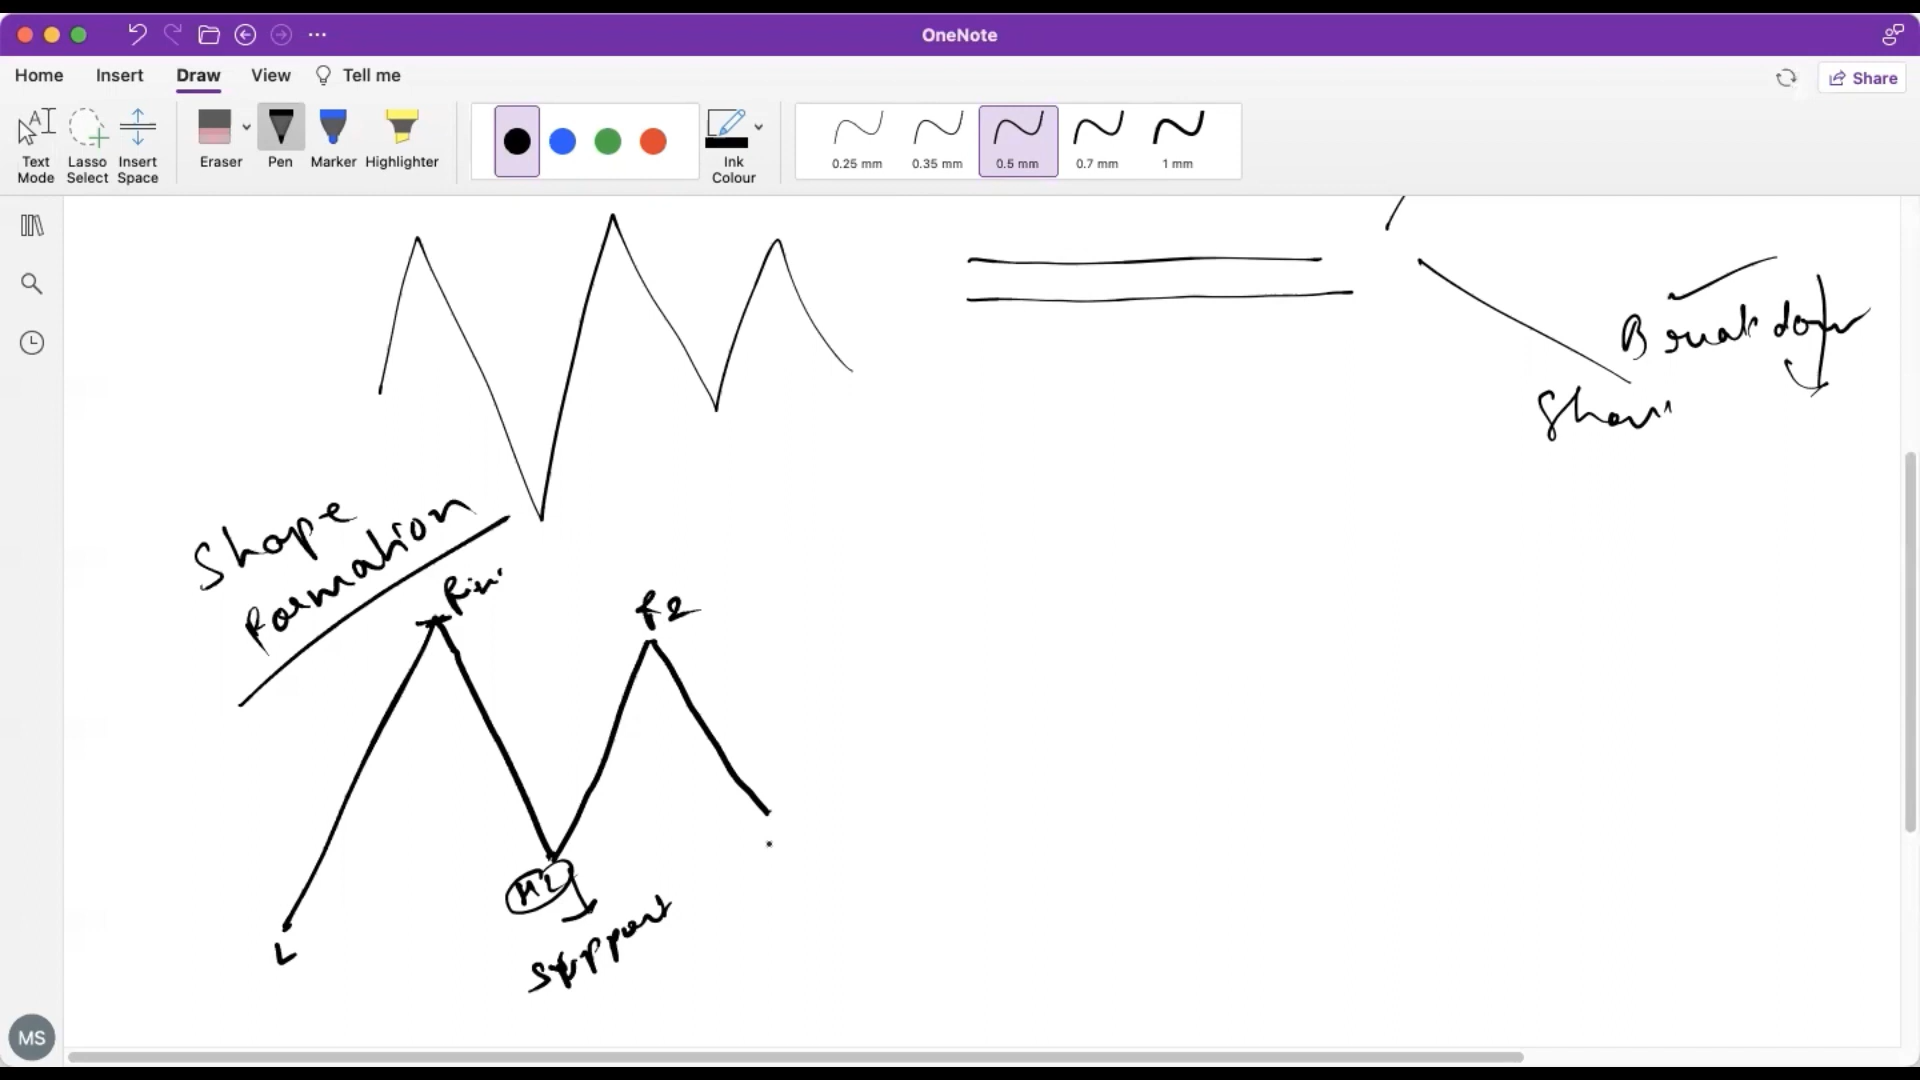 OneNote
Home Insert Draw View Tell me
Share
Text Mode
Lasso Select
Insert Space
Eraser
Pen
Marker
Highlighter
Ink Colour
0.25 mm
0.35 mm
0.5 mm
0.7 mm
1 mm
Shape
formation
L
support
MS